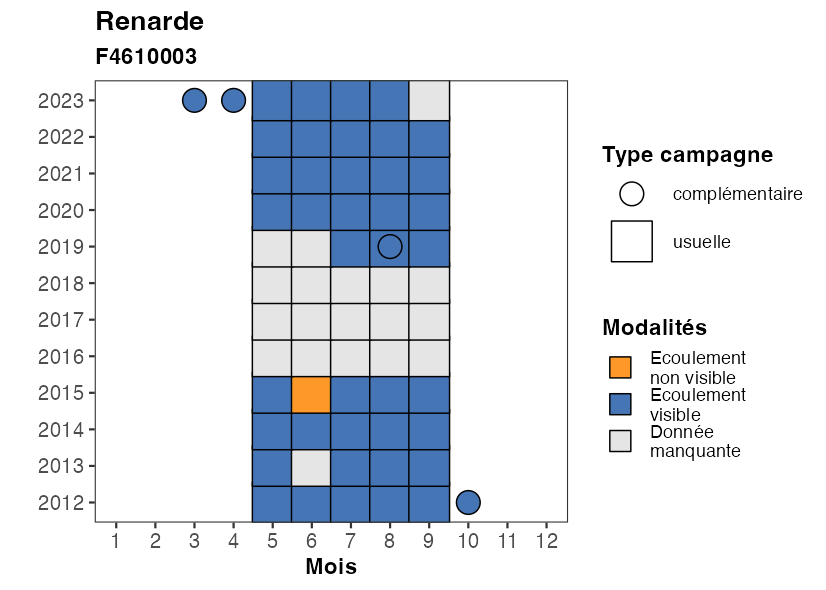 Renarde
F4610003
2023
2022
2021
2020
2019
2018
2017
2016
2015
2014
2013
2012
1 2 3 4 5 6 7 8 9 10 11 12
Mois
Type campagne
complémentaire
usuelle
Modalités
Ecoulement
non visible
Ecoulement
visible
Donnée
manquante